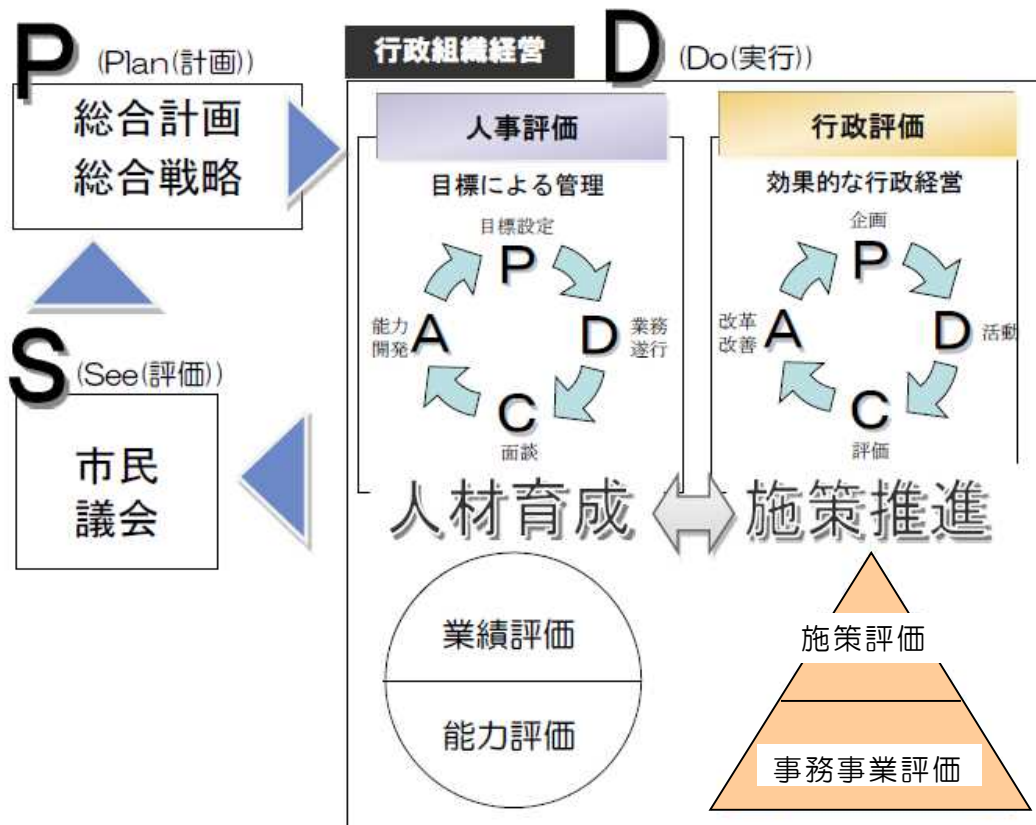 P (Plan(計画))
総合計画
総合戦略
行政組織経営
D (Do(実行))
人事評価
目標による管理
目標設定
P
業務
遂行
D
C
面談
能力
開発
A
行政評価
効果的な行政経営
企画
P
D
活動
C
評価
改革
改善
A
人材育成
施策推進
業績評価
能力評価
施策評価
事務事業評価
S (See(評価))
市民
議会